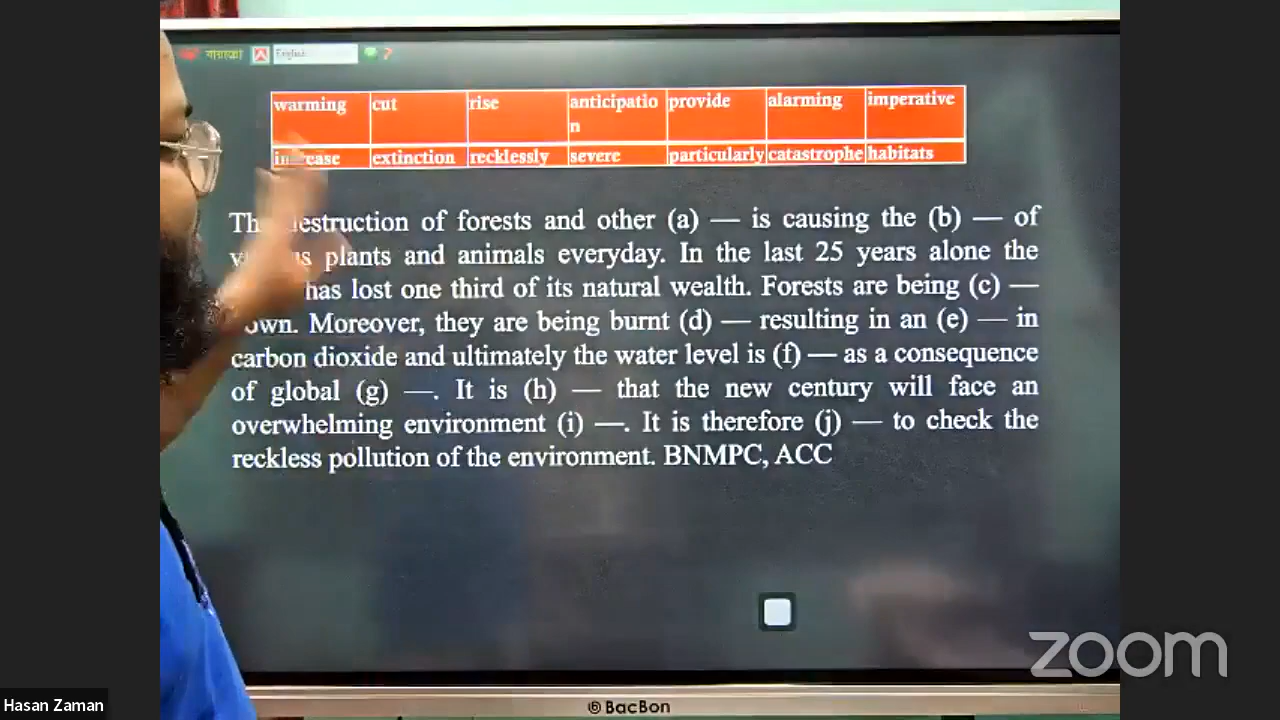 English
warming cut rise anticipatio provide alarming imperative
n
increase extinction recklessly severe particularly catastrophe habitats
destruction of forests and other (a) — is causing the (b) — of
plants and animals everyday. In the last 25 years alone the
has lost one third of its natural wealth. Forests are being (c) —
Moreover, they are being burnt (d) — resulting in an (e) — in
carbon dioxide and ultimately the water level is (f) — as a consequence
of global (g) —. It is (h) — that the new century will face an
overwhelming environment (i) —. It is therefore (j) — to check the
reckless pollution of the environment. BNMPC, ACC
zoom
Hasan Zaman
BacBon